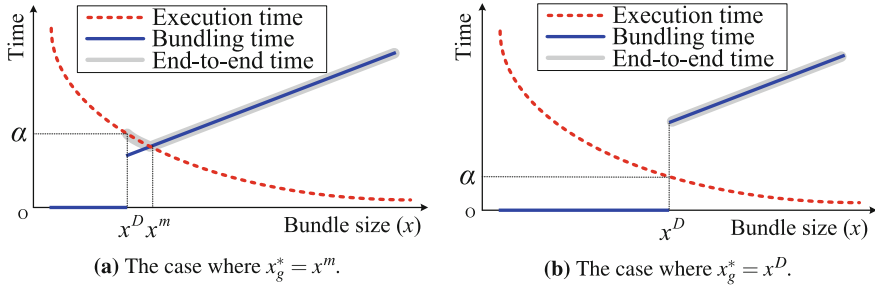 Time
Execution time
Bundling time
End-to-end time
α
O
x^D x^m
Bundle size (x)
(a) The case where x_g^* = x^m.
Time
Execution time
Bundling time
End-to-end time
α
O
x^D
Bundle size (x)
(b) The case where x_g^* = x^D.